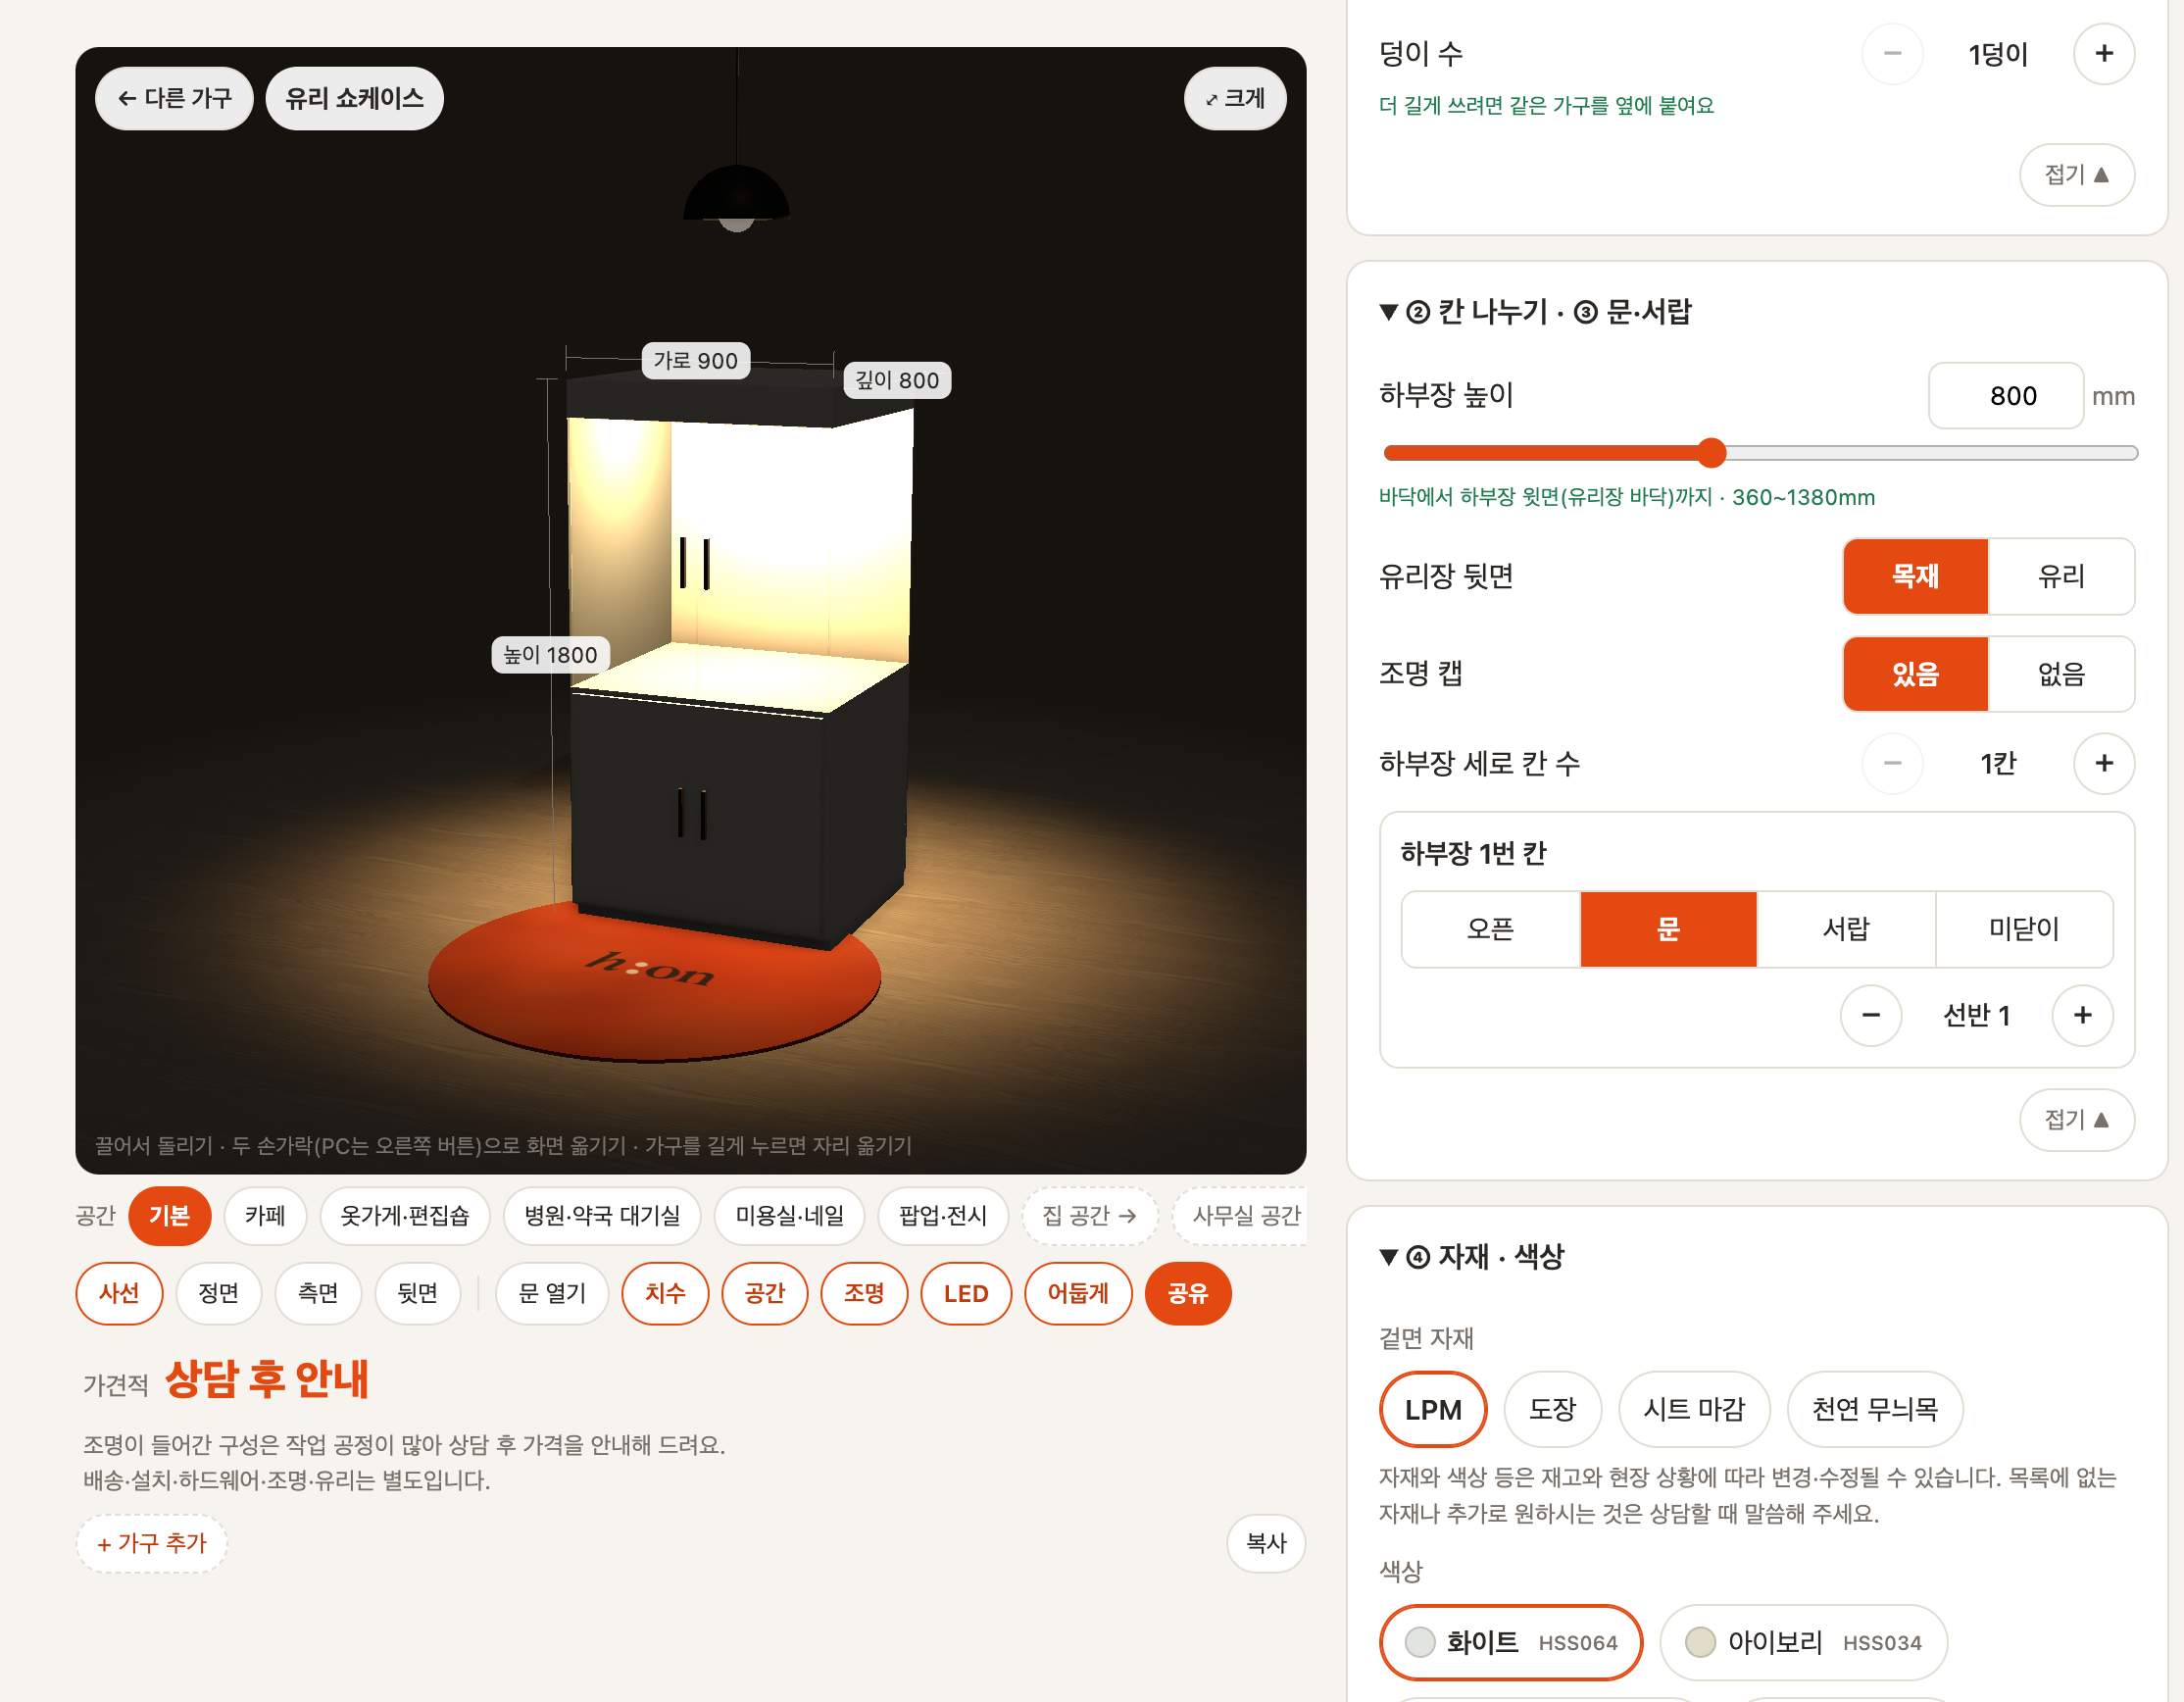 ← 다른 가구
유리 쇼케이스
⤢ 크게
가로 900
깊이 800
높이 1800
h:on
끌어서 돌리기 · 두 손가락(PC는 오른쪽 버튼)으로 화면 옮기기 · 가구를 길게 누르면 자리 옮기기
공간 기본 카페 옷가게·편집숍 병원·약국 대기실 미용실·네일 팝업·전시 집 공간 → 사무실 공간
사선 정면 측면 뒷면 문 열기 치수 공간 조명 LED 어둡게 공유
가견적 상담 후 안내
조명이 들어간 구성은 작업 공정이 많아 상담 후 가격을 안내해 드려요.
배송·설치·하드웨어·조명·유리는 별도입니다.
+ 가구 추가
복사
덩이 수 − 1덩이 +
더 길게 쓰려면 같은 가구를 옆에 붙여요
접기 ▲
▼ ② 칸 나누기 · ③ 문·서랍
하부장 높이 800 mm
바닥에서 하부장 윗면(유리장 바닥)까지 · 360~1380mm
유리장 뒷면 목재 유리
조명 캡 있음 없음
하부장 세로 칸 수 − 1칸 +
하부장 1번 칸
오픈 문 서랍 미닫이
− 선반 1 +
접기 ▲
▼ ④ 자재 · 색상
겉면 자재
LPM 도장 시트 마감 천연 무늬목
자재와 색상 등은 재고와 현장 상황에 따라 변경·수정될 수 있습니다. 목록에 없는
자재나 추가로 원하시는 것은 상담할 때 말씀해 주세요.
색상
화이트 HSS064 아이보리 HSS034